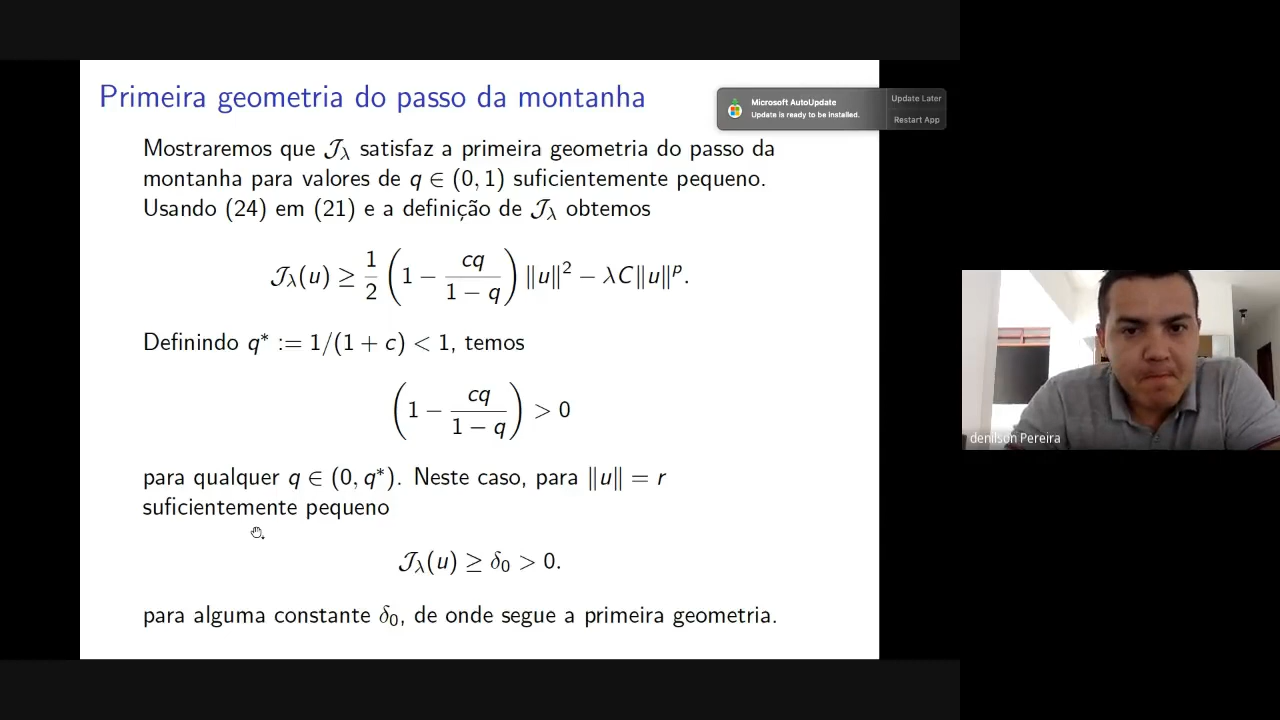 Primeira geometria do passo da montanha
Microsoft AutoUpdate
Update is ready to be installed.
Update Later
Restart App
Mostraremos que 𝒥λ satisfaz a primeira geometria do passo da
montanha para valores de q ∈ (0, 1) suficientemente pequeno.
Usando (24) em (21) e a definição de 𝒥λ obtemos
𝒥λ(u) ≥ 1/2 (1 − cq/(1 − q)) ‖u‖² − λC‖u‖ᵖ.
Definindo q* := 1/(1 + c) < 1, temos
(1 − cq/(1 − q)) > 0
para qualquer q ∈ (0, q*). Neste caso, para ‖u‖ = r
suficientemente pequeno
𝒥λ(u) ≥ δ₀ > 0.
para alguma constante δ₀, de onde segue a primeira geometria.
denilson Pereira